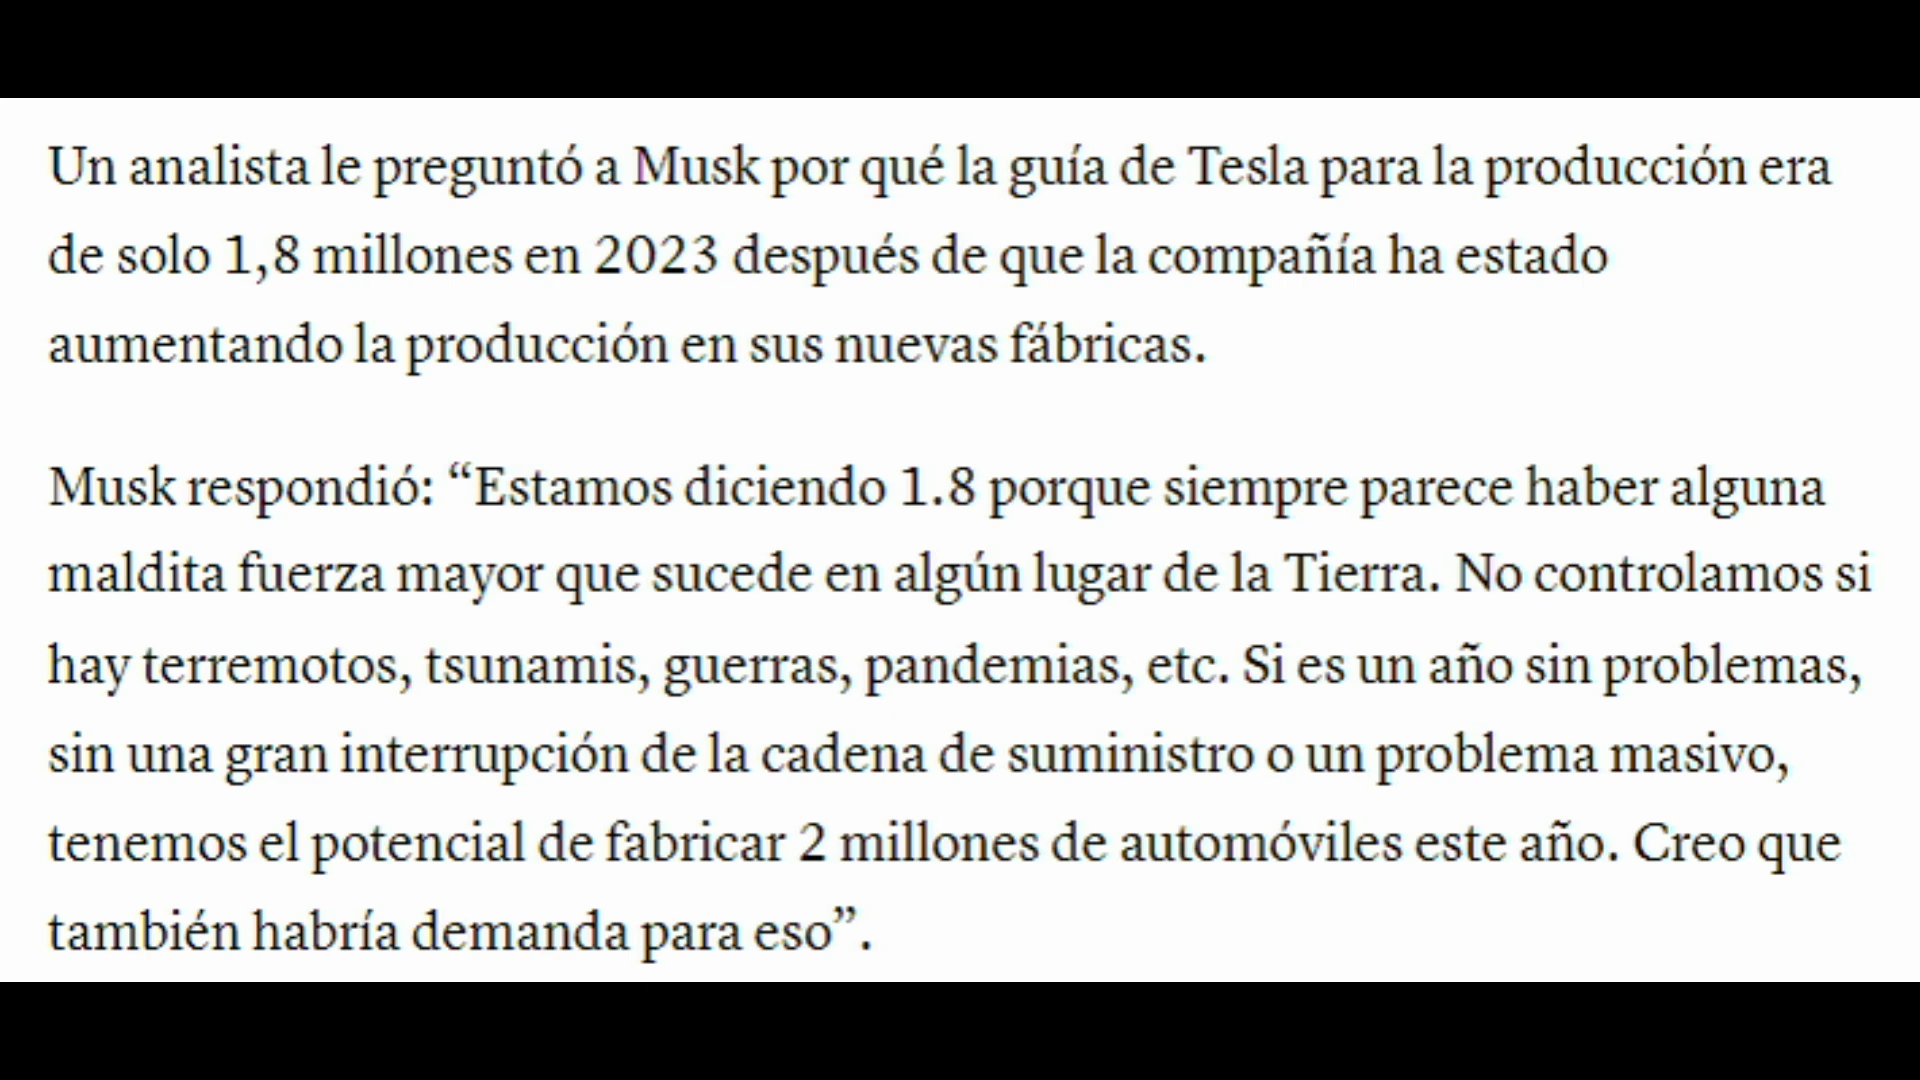 Un analista le preguntó a Musk por qué la guía de Tesla para la producción era
de solo 1,8 millones en 2023 después de que la compañía ha estado
aumentando la producción en sus nuevas fábricas.
Musk respondió: “Estamos diciendo 1.8 porque siempre parece haber alguna
maldita fuerza mayor que sucede en algún lugar de la Tierra. No controlamos si
hay terremotos, tsunamis, guerras, pandemias, etc. Si es un año sin problemas,
sin una gran interrupción de la cadena de suministro o un problema masivo,
tenemos el potencial de fabricar 2 millones de automóviles este año. Creo que
también habría demanda para eso”.